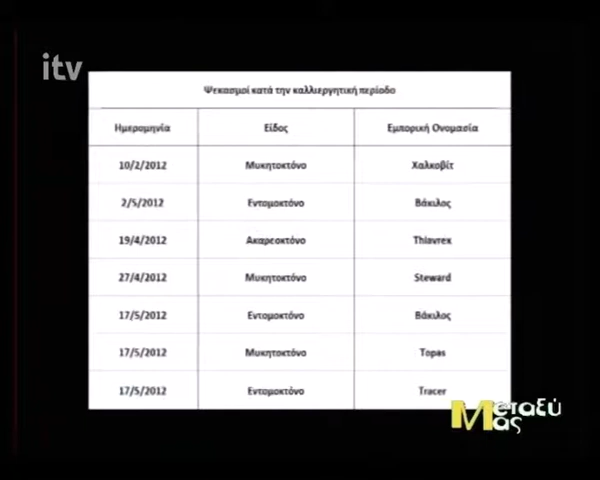 itv
Ψεκασμοί κατά την καλλιεργητική περίοδο
Ημερομηνία Είδος Εμπορική Ονομασία
10/2/2012 Μυκητοκτόνο Χαλκοβίτ
2/5/2012 Εντομοκτόνο Βάκιλος
19/4/2012 Ακαρεοκτόνο Thiavrex
27/4/2012 Μυκητοκτόνο Steward
17/5/2012 Εντομοκτόνο Βάκιλος
17/5/2012 Μυκητοκτόνο Topas
17/5/2012 Εντομοκτόνο Tracer
Μεταξύ
Μας